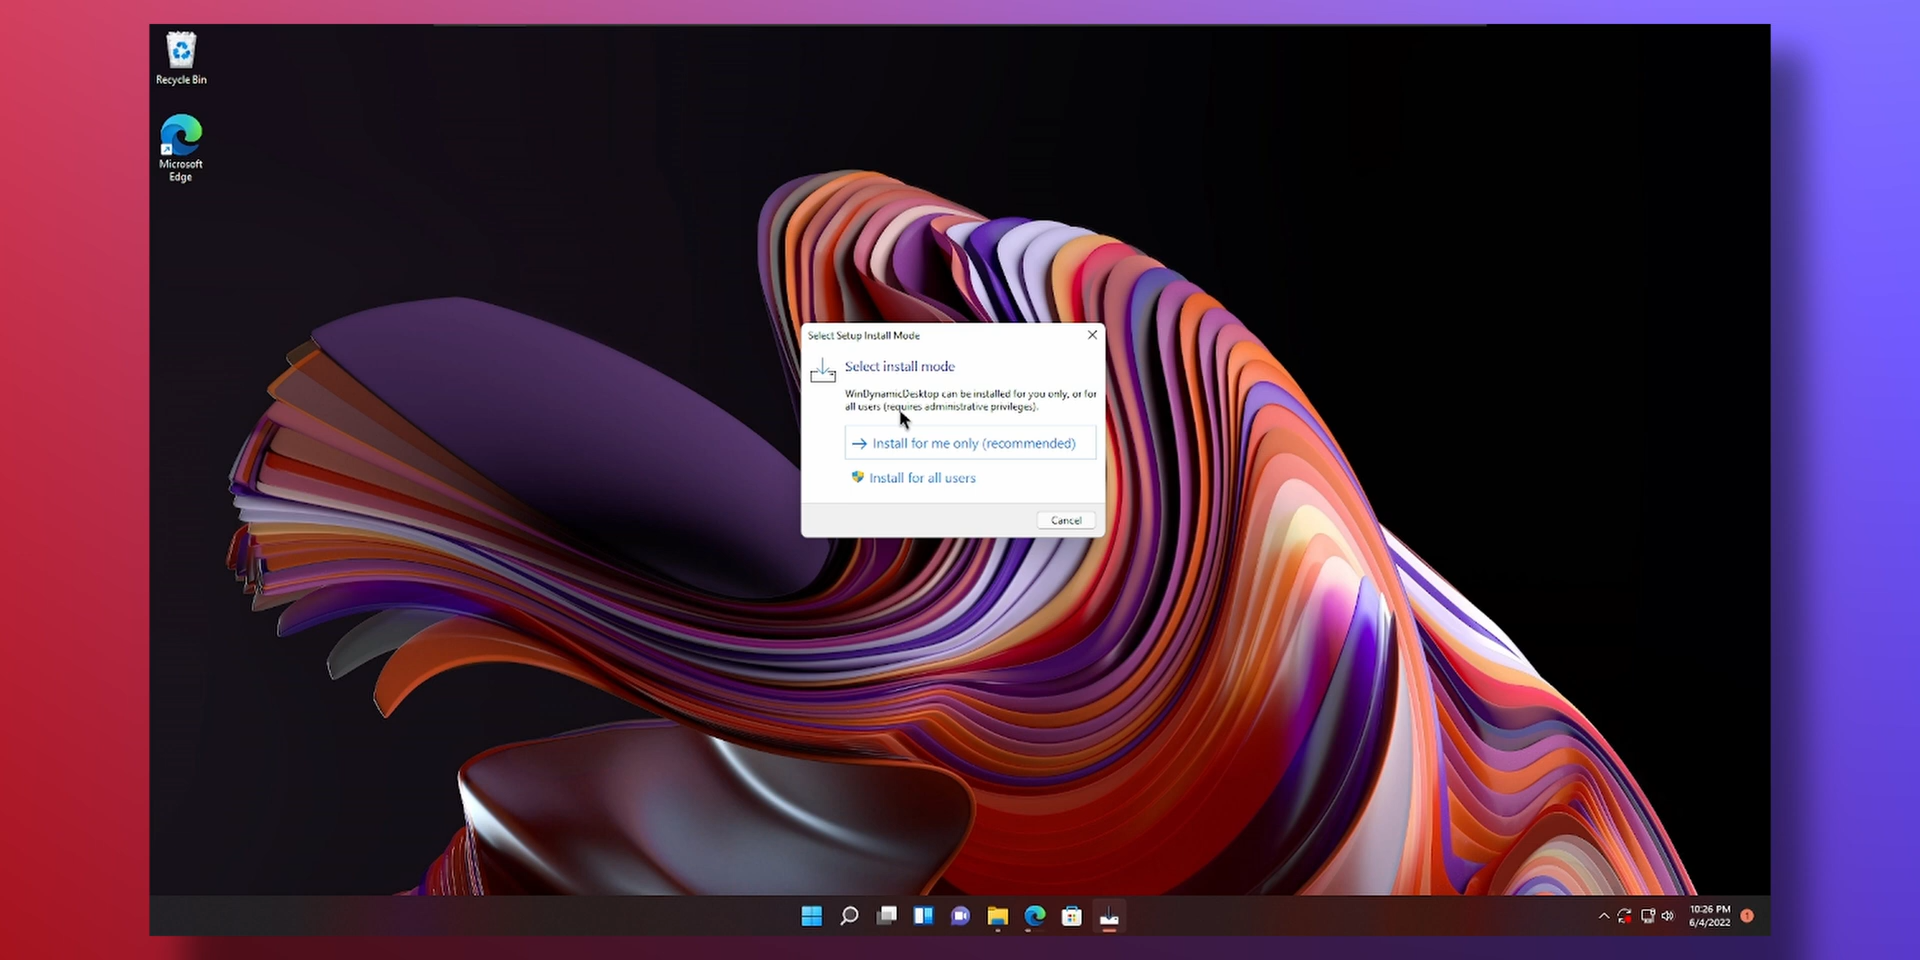 Recycle Bin
Microsoft
Edge
Select Setup Install Mode
Select install mode
WinDynamicDesktop can be installed for you only, or for
all users (requires administrative privileges).
Install for me only (recommended)
Install for all users
Cancel
10:26 PM
6/4/2022
1